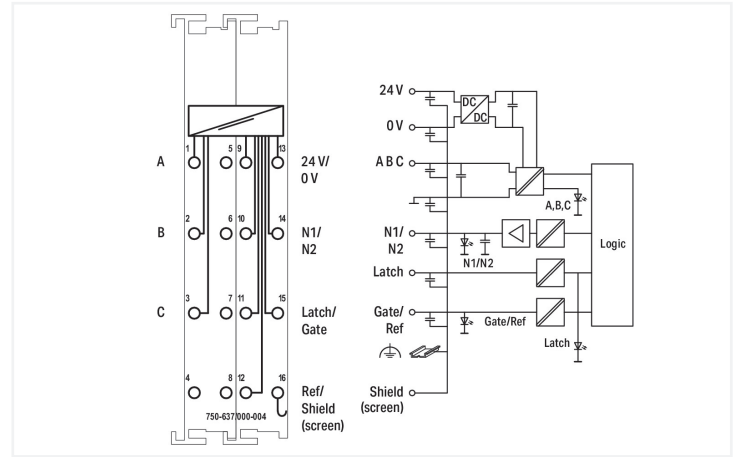 1 5 9 13
A 24 V/
0 V
2 6 10 14
B N1/
N2
3 7 11 15
C Latch/
Gate
4 8 12 16
Ref/
Shield
(screen)
750-637/000-004
24 V
DC
DC
0 V
A B C
A,B,C
N1/
N2
N1/N2
Logic
Latch
Gate/
Ref
Gate/Ref
Latch
Shield
(screen)